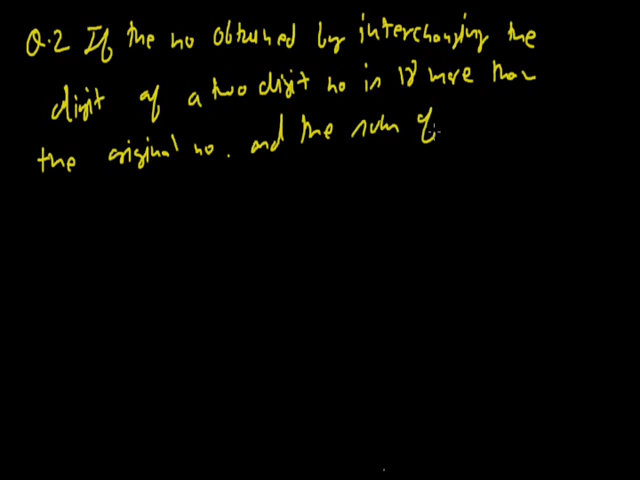 Q.2 If the no obtained by interchanging the
digit of a two digit no is 18 more than
the original no. and the sum of